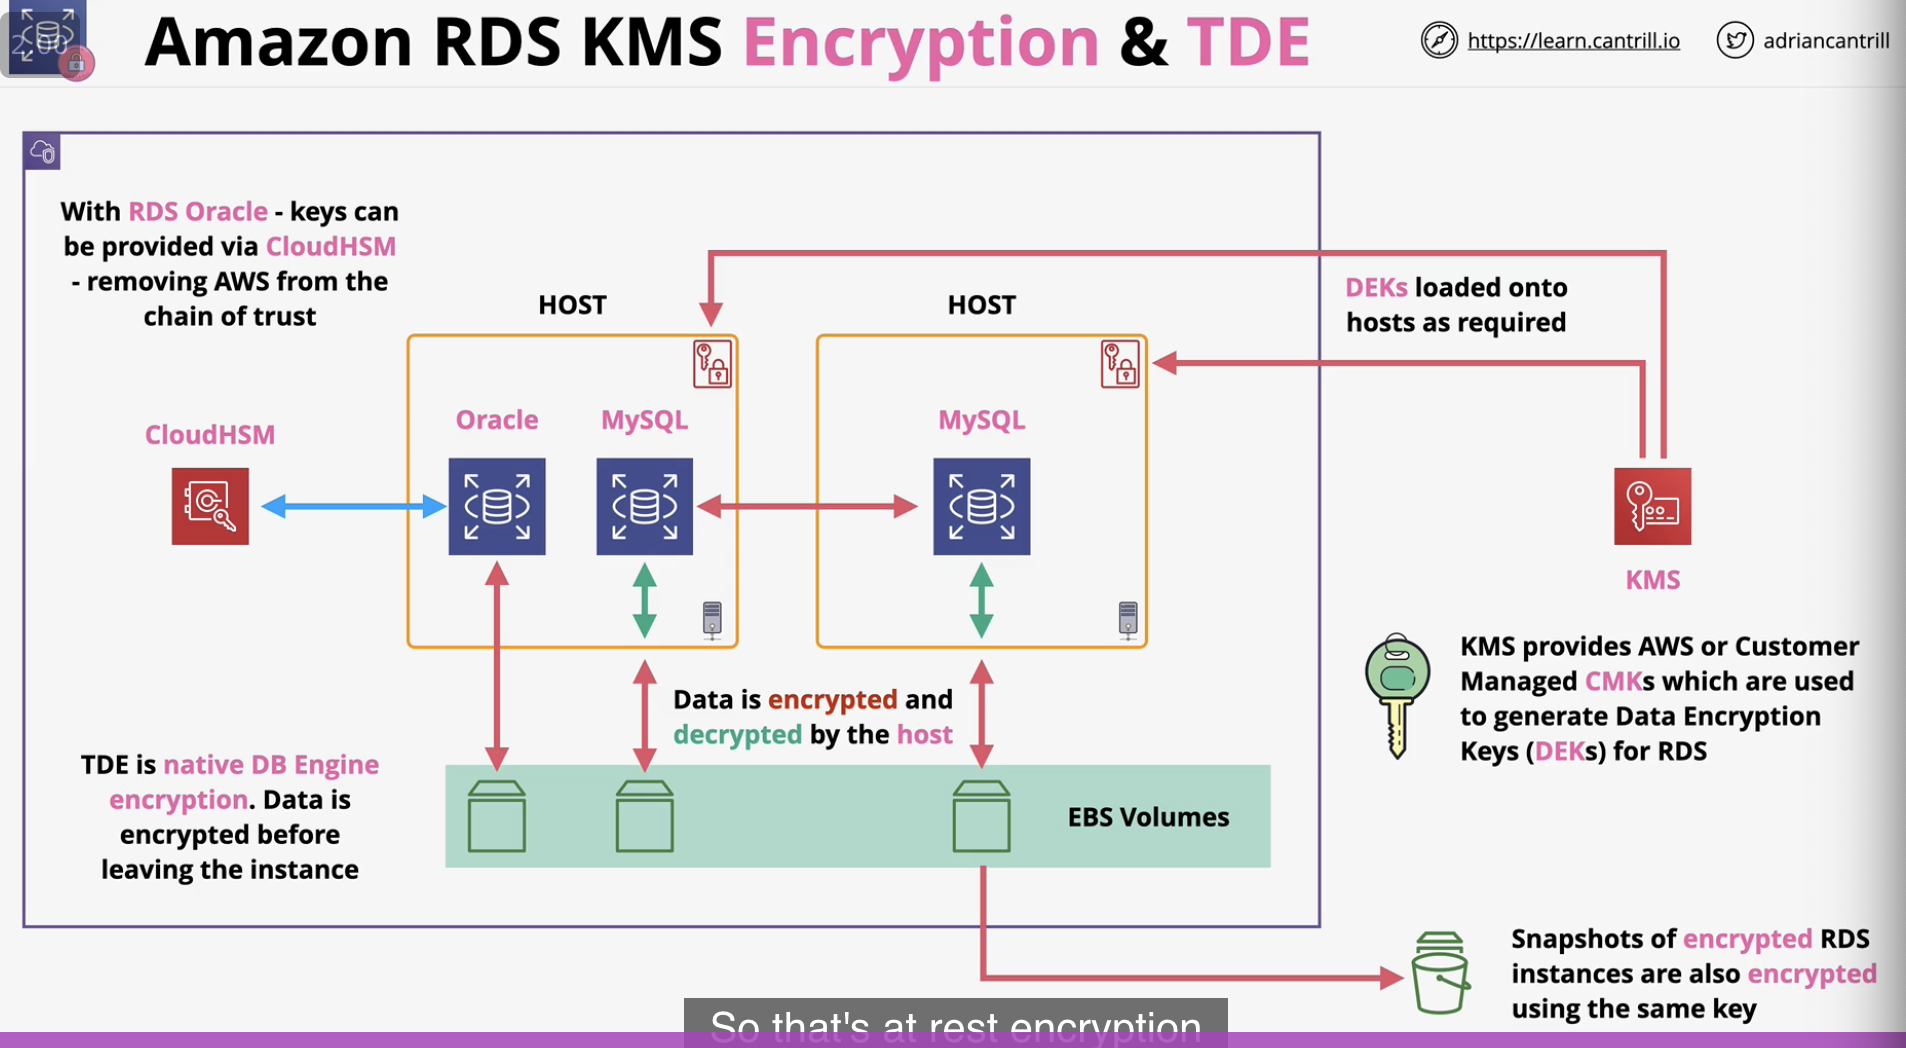 Amazon RDS KMS Encryption & TDE
https://learn.cantrill.io
adriancantrill
With RDS Oracle - keys can
be provided via CloudHSM
- removing AWS from the
chain of trust
HOST
HOST
DEKs loaded onto
hosts as required
CloudHSM
Oracle
MySQL
MySQL
KMS
KMS provides AWS or Customer
Managed CMKs which are used
to generate Data Encryption
Keys (DEKs) for RDS
Data is encrypted and
decrypted by the host
TDE is native DB Engine
encryption. Data is
encrypted before
leaving the instance
EBS Volumes
Snapshots of encrypted RDS
instances are also encrypted
using the same key
So that's at rest encryption